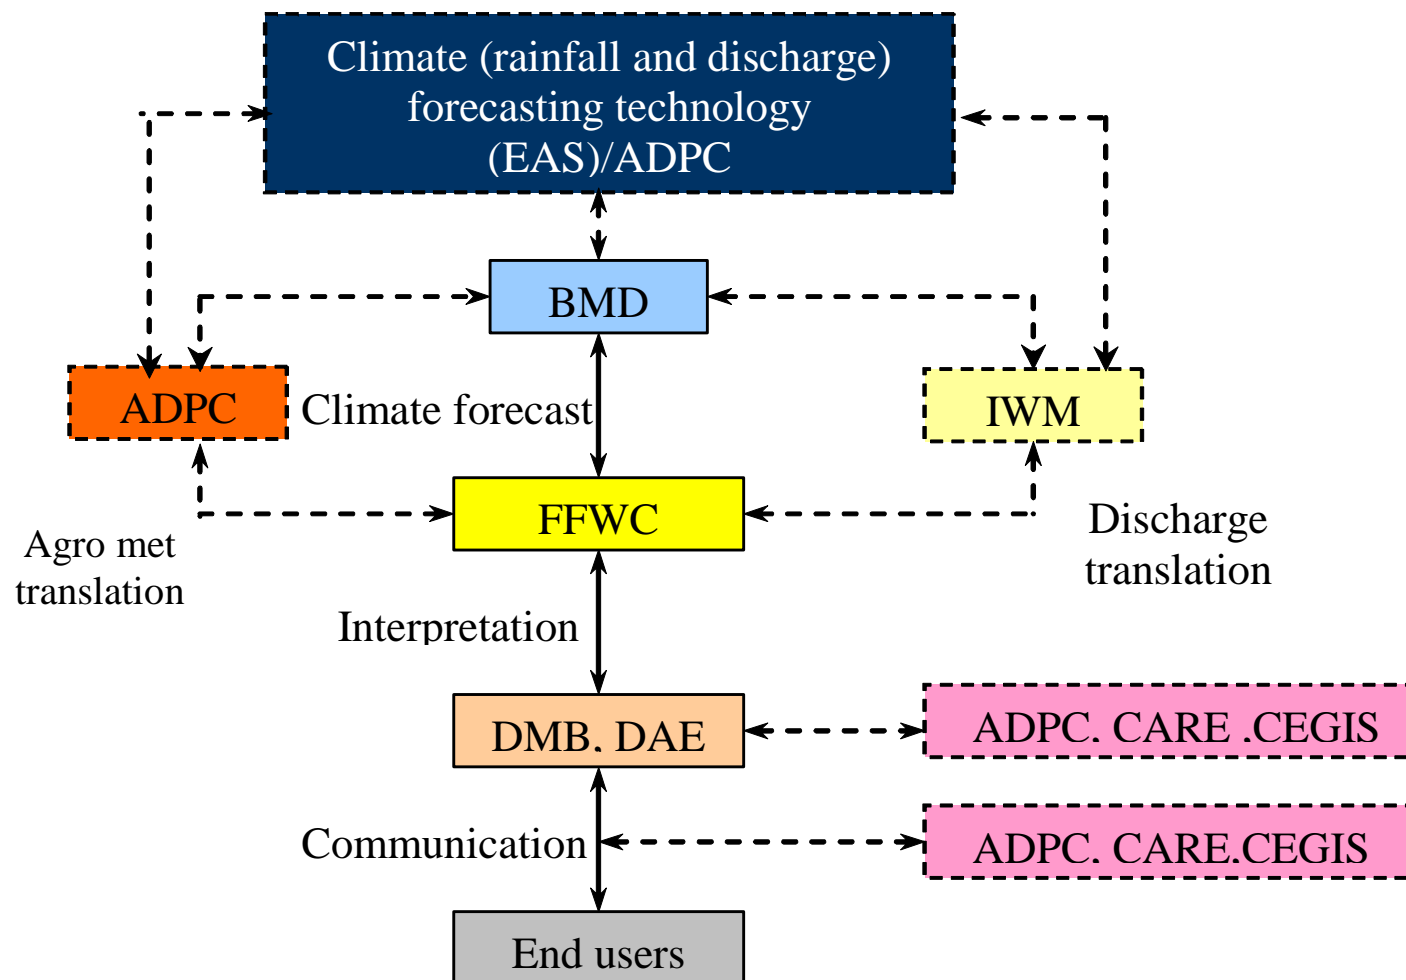 Climate (rainfall and discharge)
forecasting technology
(EAS)/ADPC
BMD
ADPC
Climate forecast
IWM
FFWC
Agro met
translation
Discharge
translation
Interpretation
DMB, DAE
ADPC, CARE ,CEGIS
Communication
ADPC, CARE,CEGIS
End users